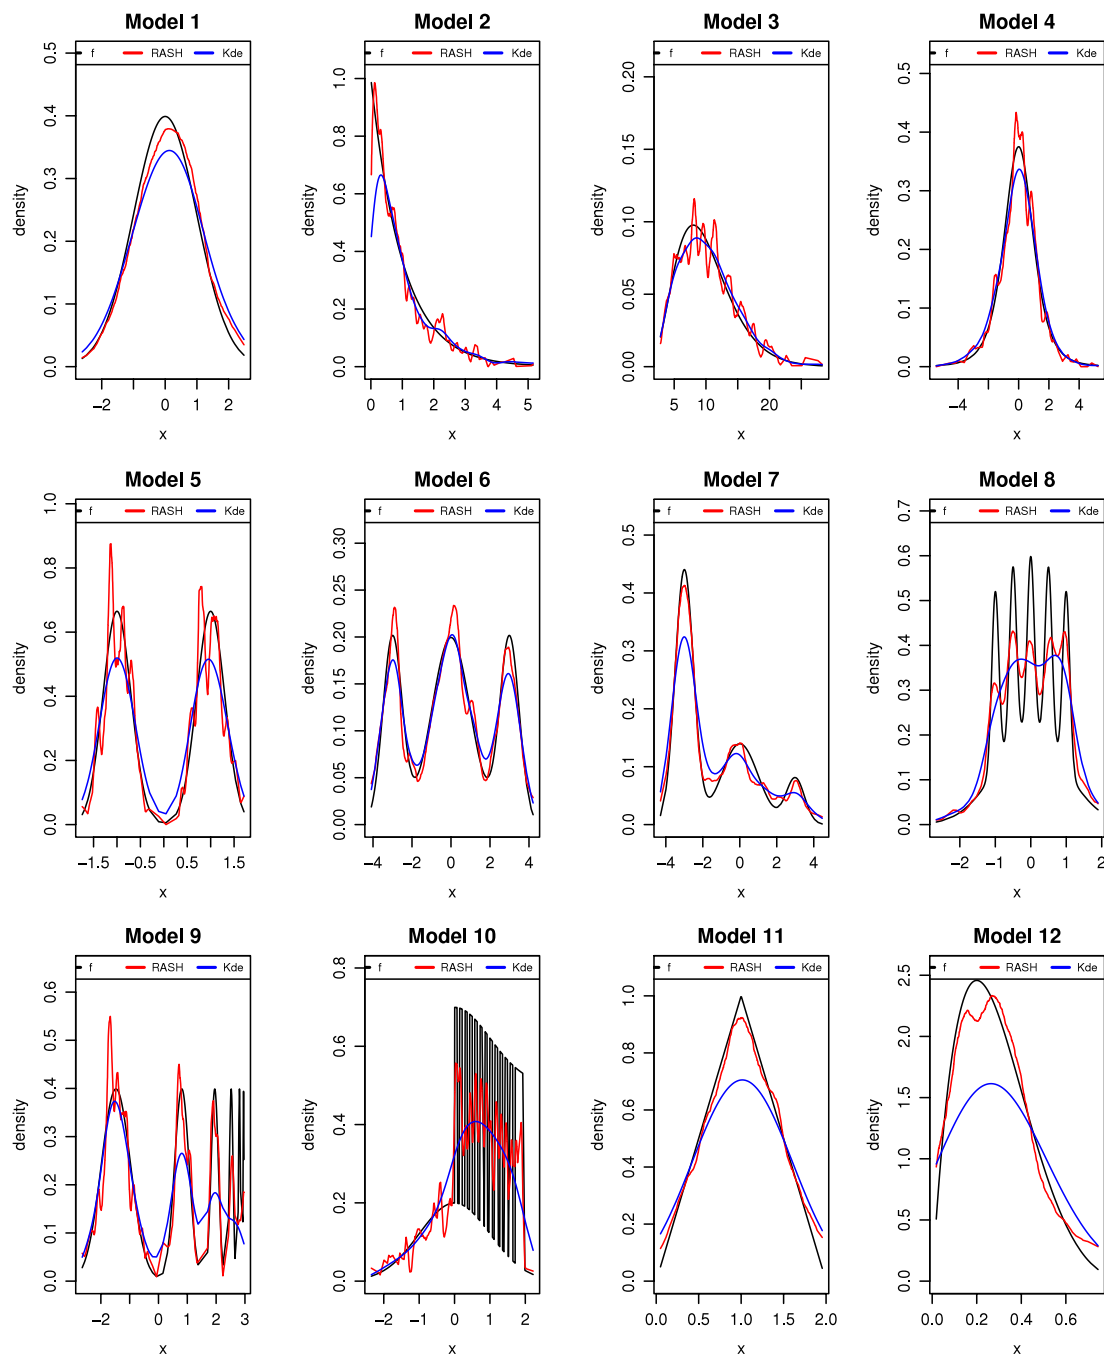 Model 1 Model 2 Model 3 Model 4
f RASH Kde f RASH Kde f RASH Kde f RASH Kde
density density density density
0.0 0.1 0.2 0.3 0.4 0.5
0.0 0.2 0.4 0.6 0.8 1.0
0.00 0.05 0.10 0.15 0.20
0.0 0.1 0.2 0.3 0.4 0.5
−2 0 1 2 0 1 2 3 4 5 5 10 20 −4 0 2 4
x x x x
Model 5 Model 6 Model 7 Model 8
f RASH Kde f RASH Kde f RASH Kde f RASH Kde
density density density density
0.0 0.2 0.4 0.6 0.8 1.0
0.00 0.05 0.10 0.15 0.20 0.25 0.30
0.0 0.1 0.2 0.3 0.4 0.5
0.0 0.1 0.2 0.3 0.4 0.5 0.6 0.7
−1.5 −0.5 0.5 1.5 −4 −2 0 2 4 −4 −2 0 2 4 −2 −1 0 1 2
x x x x
Model 9 Model 10 Model 11 Model 12
f RASH Kde f RASH Kde f RASH Kde f RASH Kde
density density density density
0.0 0.1 0.2 0.3 0.4 0.5 0.6
0.0 0.2 0.4 0.6 0.8
0.0 0.2 0.4 0.6 0.8 1.0
0.0 0.5 1.0 1.5 2.0 2.5
−2 0 1 2 3 −2 −1 0 1 2 0.0 0.5 1.0 1.5 2.0 0.0 0.2 0.4 0.6
x x x x